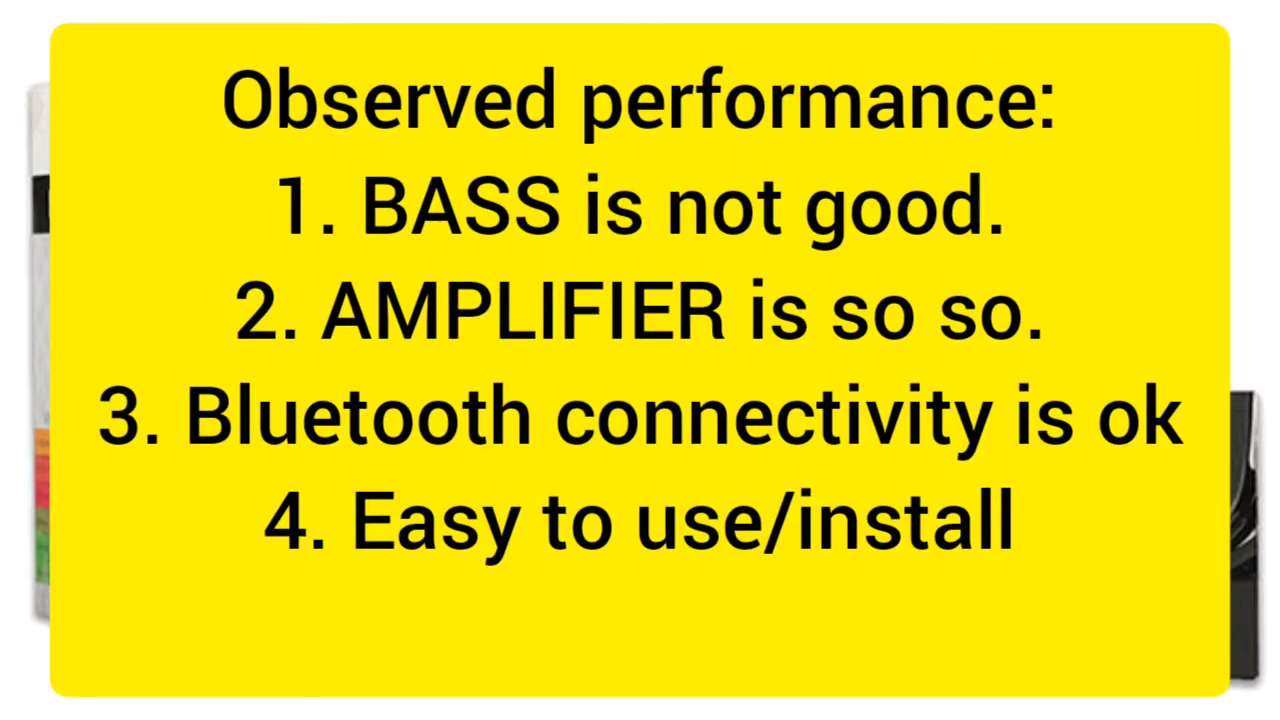 Observed performance:
1. BASS is not good.
2. AMPLIFIER is so so.
3. Bluetooth connectivity is ok
4. Easy to use/install